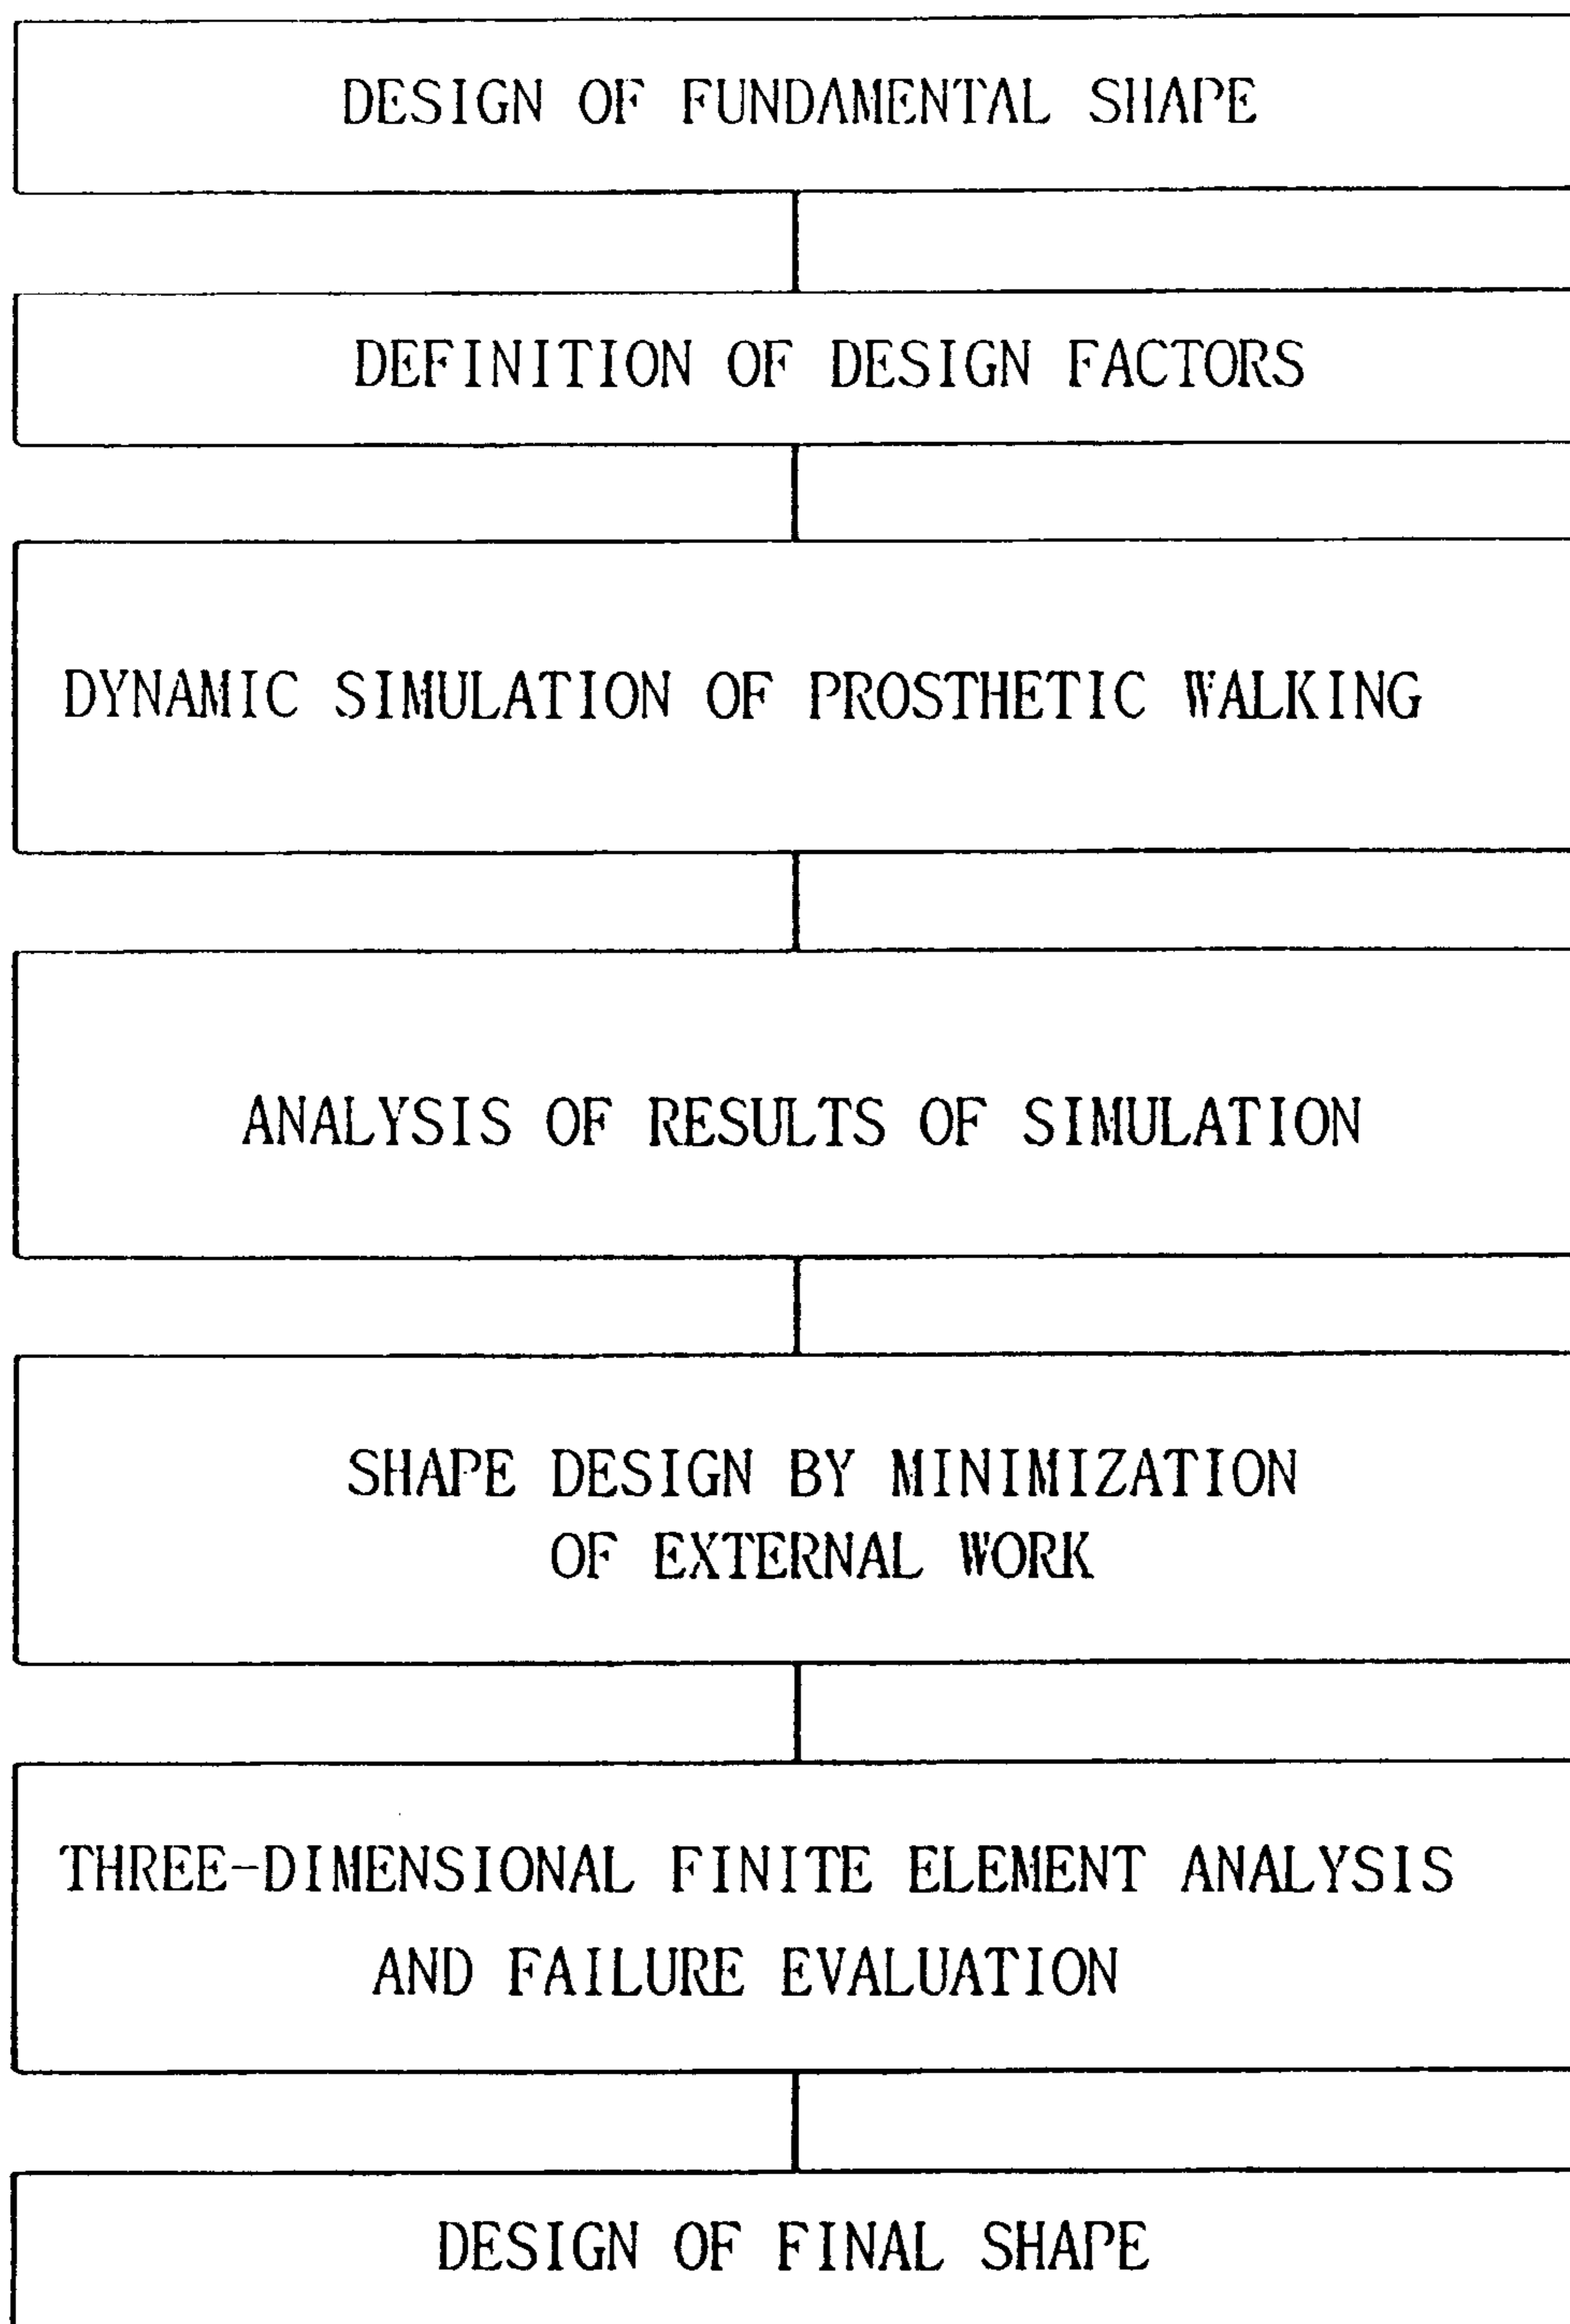 DESIGN OF FUNDAMENTAL SHAPE
DEFINITION OF DESIGN FACTORS
DYNAMIC SIMULATION OF PROSTHETIC WALKING
ANALYSIS OF RESULTS OF SIMULATION
SHAPE DESIGN BY MINIMIZATION
OF EXTERNAL WORK
THREE-DIMENSIONAL FINITE ELEMENT ANALYSIS
AND FAILURE EVALUATION
DESIGN OF FINAL SHAPE